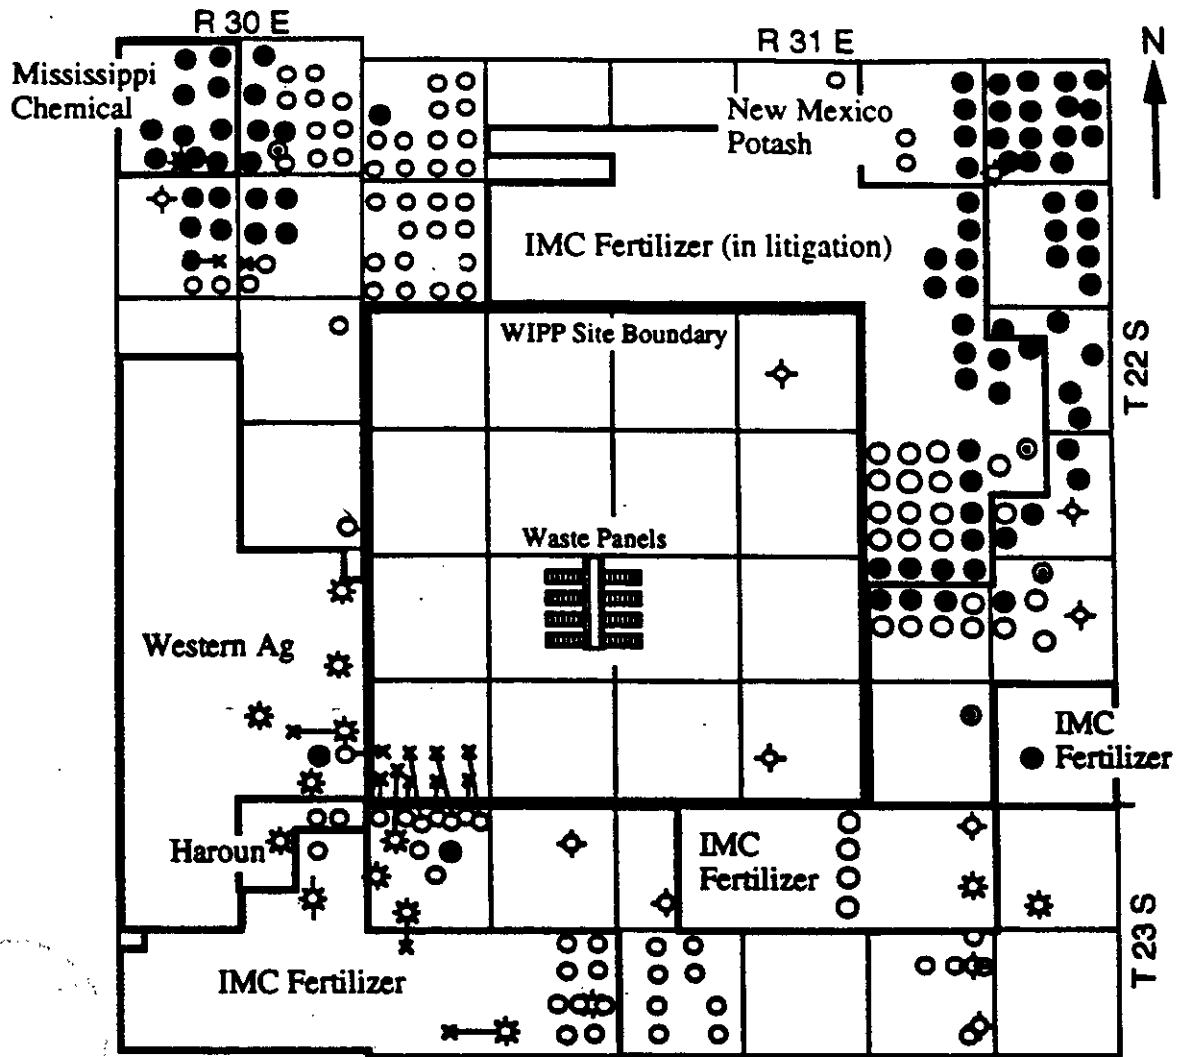 R 30 E
R 31 E
N
Mississippi
Chemical
New Mexico
Potash
IMC Fertilizer (in litigation)
WIPP Site Boundary
T 22 S
Waste Panels
Western Ag
IMC
Fertilizer
Haroun
IMC
Fertilizer
T 23 S
IMC Fertilizer